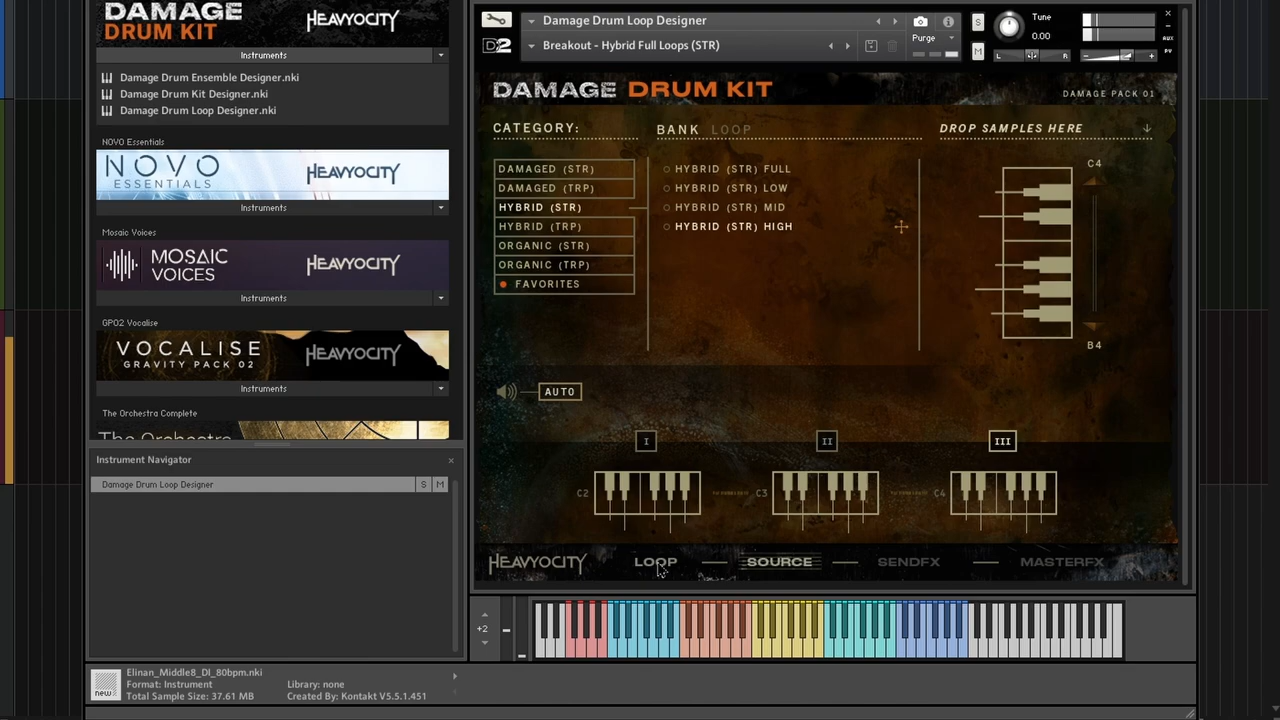 DAMAGE
DRUM KIT
HEAVYOCITY
Instruments
Damage Drum Ensemble Designer.nki
Damage Drum Kit Designer.nki
Damage Drum Loop Designer.nki
NOVO Essentials
NOVO
ESSENTIALS
HEAVYOCITY
Instruments
Mosaic Voices
MOSAIC
VOICES
HEAVYOCITY
Instruments
GPO2 Vocalise
VOCALISE
GRAVITY PACK 02
HEAVYOCITY
Instruments
The Orchestra Complete
The Orchestra
Instrument Navigator
×
Damage Drum Loop Designer
S
M
new
Elinan_Middle8_DI_80bpm.nki
Format: Instrument
Library: none
Total Sample Size: 37.61 MB
Created By: Kontakt V5.5.1.451
Damage Drum Loop Designer
D2
Breakout - Hybrid Full Loops (STR)
Purge
S
M
Tune
0.00
L
R
AUX
PV
DAMAGE DRUM KIT
DAMAGE PACK 01
CATEGORY:
BANK LOOP
DROP SAMPLES HERE
DAMAGED (STR)
DAMAGED (TRP)
HYBRID (STR)
HYBRID (TRP)
ORGANIC (STR)
ORGANIC (TRP)
FAVORITES
HYBRID (STR) FULL
HYBRID (STR) LOW
HYBRID (STR) MID
HYBRID (STR) HIGH
C4
B4
AUTO
I
II
III
C2
C3
C4
HEAVYOCITY
LOOP
SOURCE
SENDFX
MASTERFX
+2